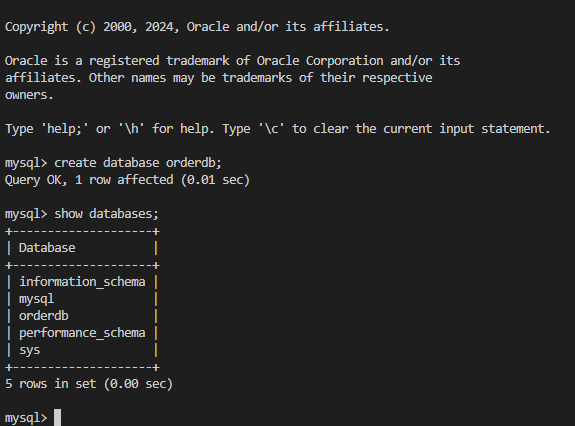 Copyright (c) 2000, 2024, Oracle and/or its affiliates.
Oracle is a registered trademark of Oracle Corporation and/or its
affiliates. Other names may be trademarks of their respective
owners.
Type 'help;' or '\h' for help. Type '\c' to clear the current input statement.
mysql> create database orderdb;
Query OK, 1 row affected (0.01 sec)
mysql> show databases;
+--------------------+
| Database           |
+--------------------+
| information_schema |
| mysql              |
| orderdb            |
| performance_schema |
| sys                |
+--------------------+
5 rows in set (0.00 sec)
mysql>